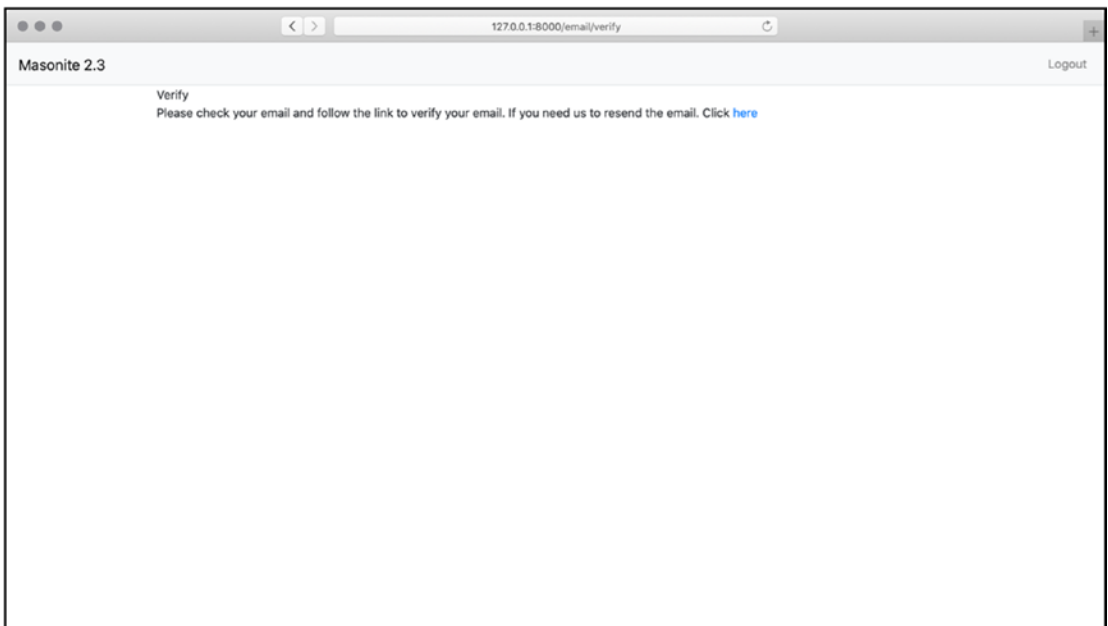 127.0.0.1:8000/email/verify
Masonite 2.3
Logout
Verify
Please check your email and follow the link to verify your email. If you need us to resend the email. Click here